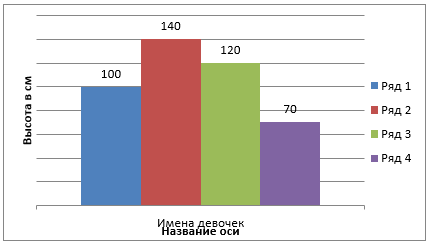 140
120
100
70
Высота в см
Ряд 1
Ряд 2
Ряд 3
Ряд 4
Имена девочек
Название оси